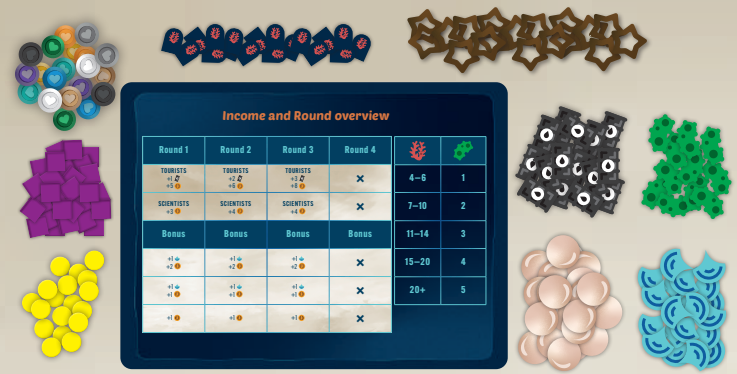 Income and Round overview
Round 1 Round 2 Round 3 Round 4
TOURISTS TOURISTS TOURISTS
+1 +2 +3
+5 +6 +8
SCIENTISTS SCIENTISTS SCIENTISTS
+3 +4 +4
Bonus Bonus Bonus Bonus
+1 +1 +1
+2 +2 +2
+1 +1 +1
+1 +1 +1
+1 +1 +1
4–6 1
7–10 2
11–14 3
15–20 4
20+ 5